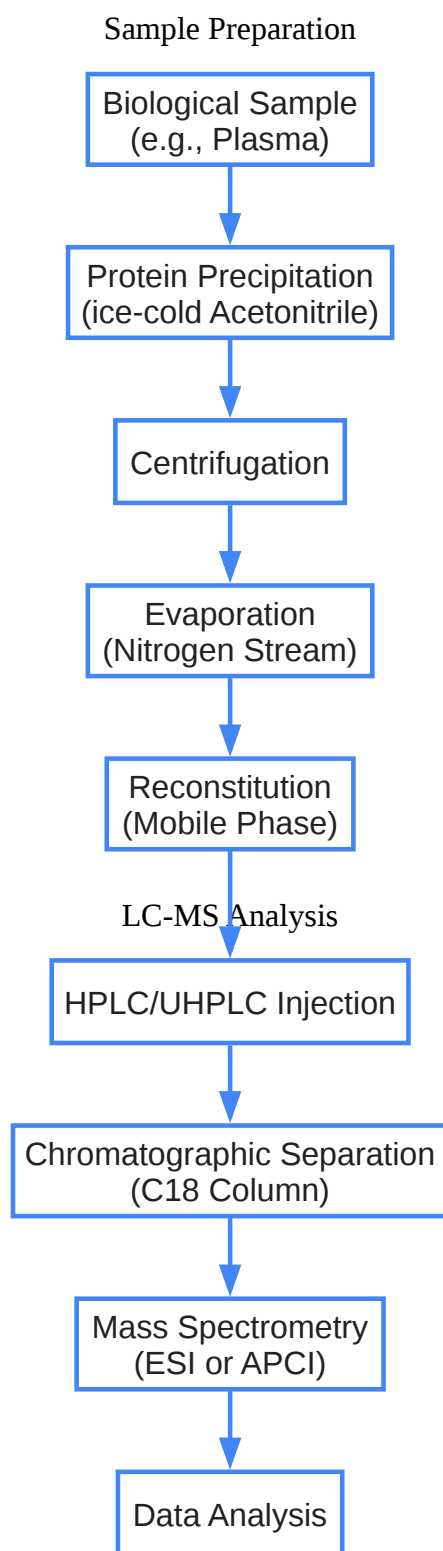 Sample Preparation
Biological Sample
(e.g., Plasma)
Protein Precipitation
(ice-cold Acetonitrile)
Centrifugation
Evaporation
(Nitrogen Stream)
Reconstitution
(Mobile Phase)
LC-MS Analysis
HPLC/UHPLC Injection
Chromatographic Separation
(C18 Column)
Mass Spectrometry
(ESI or APCI)
Data Analysis